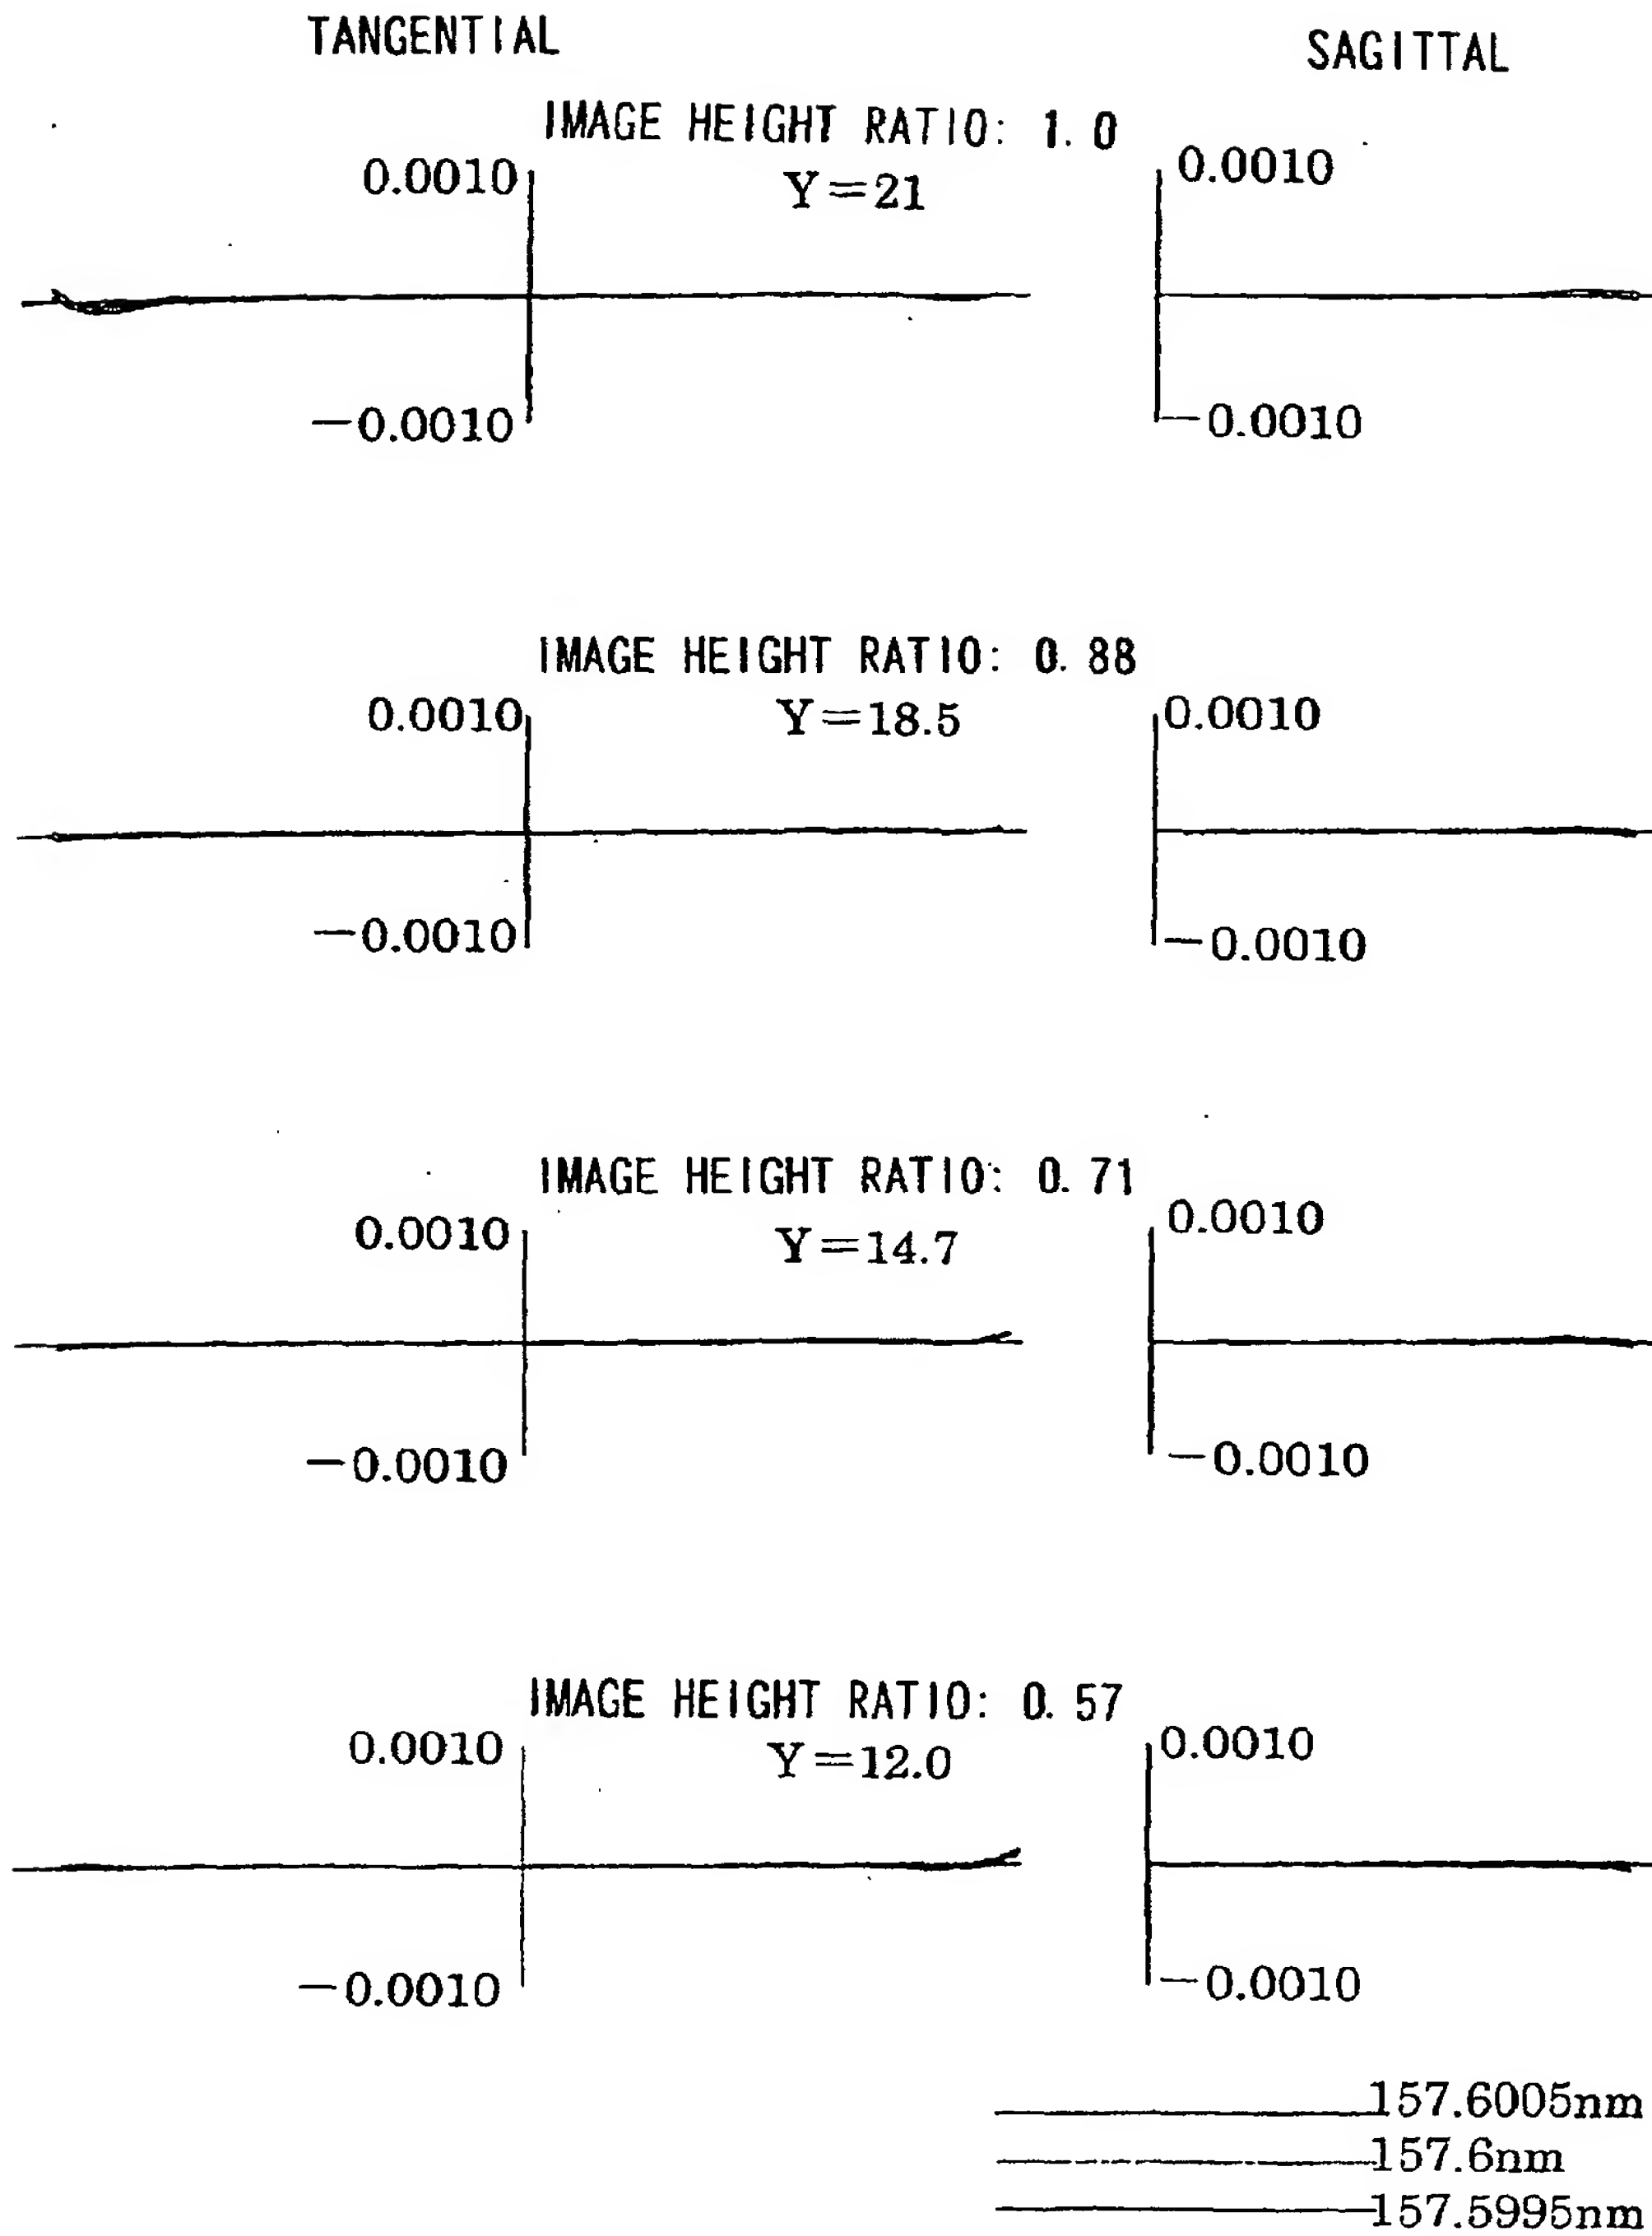 TANGENTIAL SAGITTAL
IMAGE HEIGHT RATIO: 1.0
0.0010 Y=21 0.0010
−0.0010 −0.0010
IMAGE HEIGHT RATIO: 0.88
0.0010 Y=18.5 0.0010
−0.0010 −0.0010
IMAGE HEIGHT RATIO: 0.71
0.0010 Y=14.7 0.0010
−0.0010 −0.0010
IMAGE HEIGHT RATIO: 0.57
0.0010 Y=12.0 0.0010
−0.0010 −0.0010
157.6005nm
157.6nm
157.5995nm